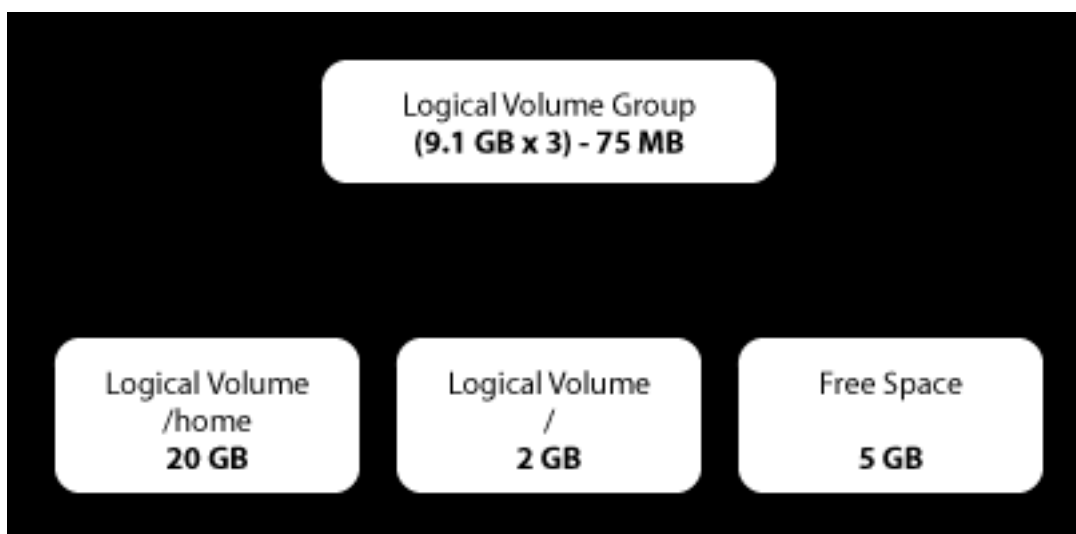 Logical Volume Group
(9.1 GB x 3) - 75 MB
Logical Volume
/home
20 GB
Logical Volume
/
2 GB
Free Space
5 GB